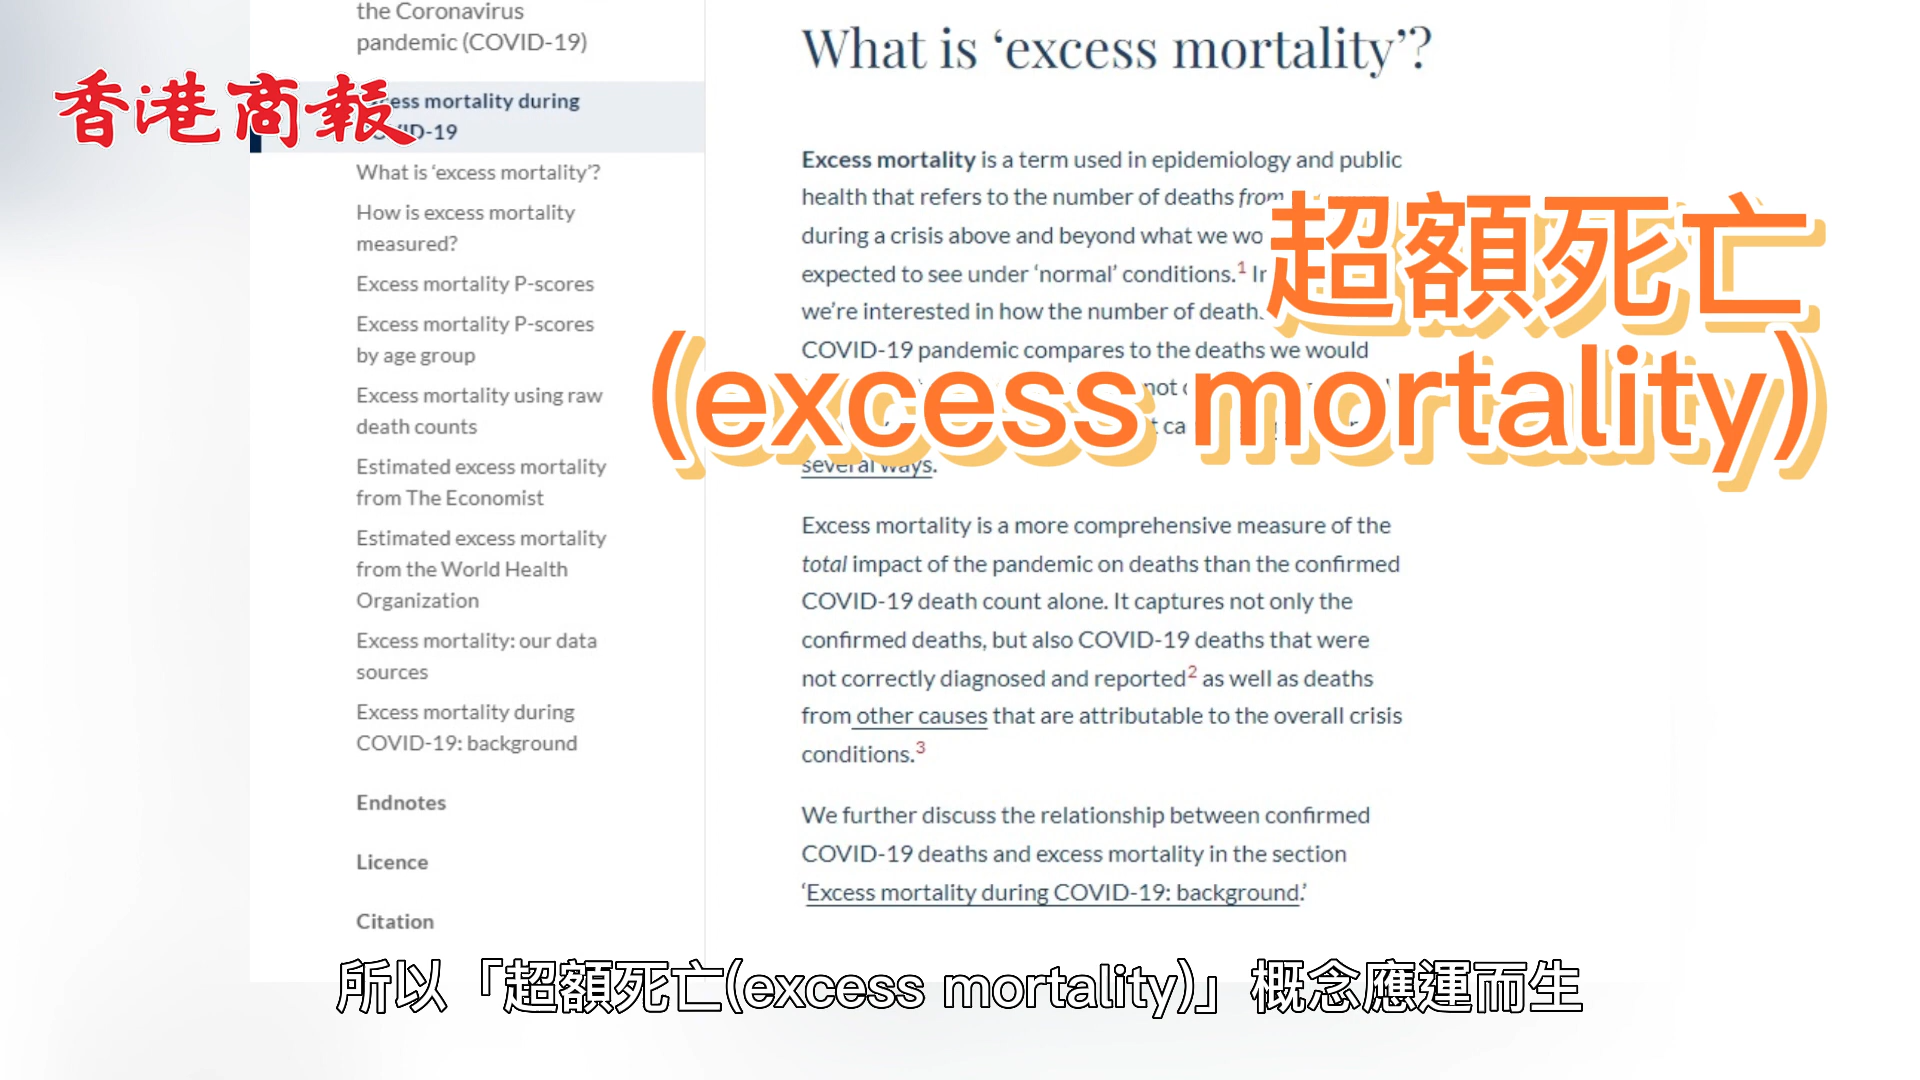 the Coronavirus
pandemic (COVID-19)
香港商報
mortality during
-19
What is ‘excess mortality’?
How is excess mortality
measured?
Excess mortality P-scores
Excess mortality P-scores
by age group
Excess mortality using raw
death counts
Estimated excess mortality
from The Economist
Estimated excess mortality
from the World Health
Organization
Excess mortality: our data
sources
Excess mortality during
COVID-19: background
Endnotes
Licence
Citation
What is ‘excess mortality’?
Excess mortality is a term used in epidemiology and public
health that refers to the number of deaths from
during a crisis above and beyond what we
expected to see under ‘normal’ conditions.1
we’re interested in how the number of
COVID-19 pandemic compares to the deaths we would
not
several ways.
超額死亡
(excess mortality)
Excess mortality is a more comprehensive measure of the
total impact of the pandemic on deaths than the confirmed
COVID-19 death count alone. It captures not only the
confirmed deaths, but also COVID-19 deaths that were
not correctly diagnosed and reported2 as well as deaths
from other causes that are attributable to the overall crisis
conditions.3
We further discuss the relationship between confirmed
COVID-19 deaths and excess mortality in the section
‘Excess mortality during COVID-19: background.’
所以「超額死亡(excess mortality)」概念應運而生